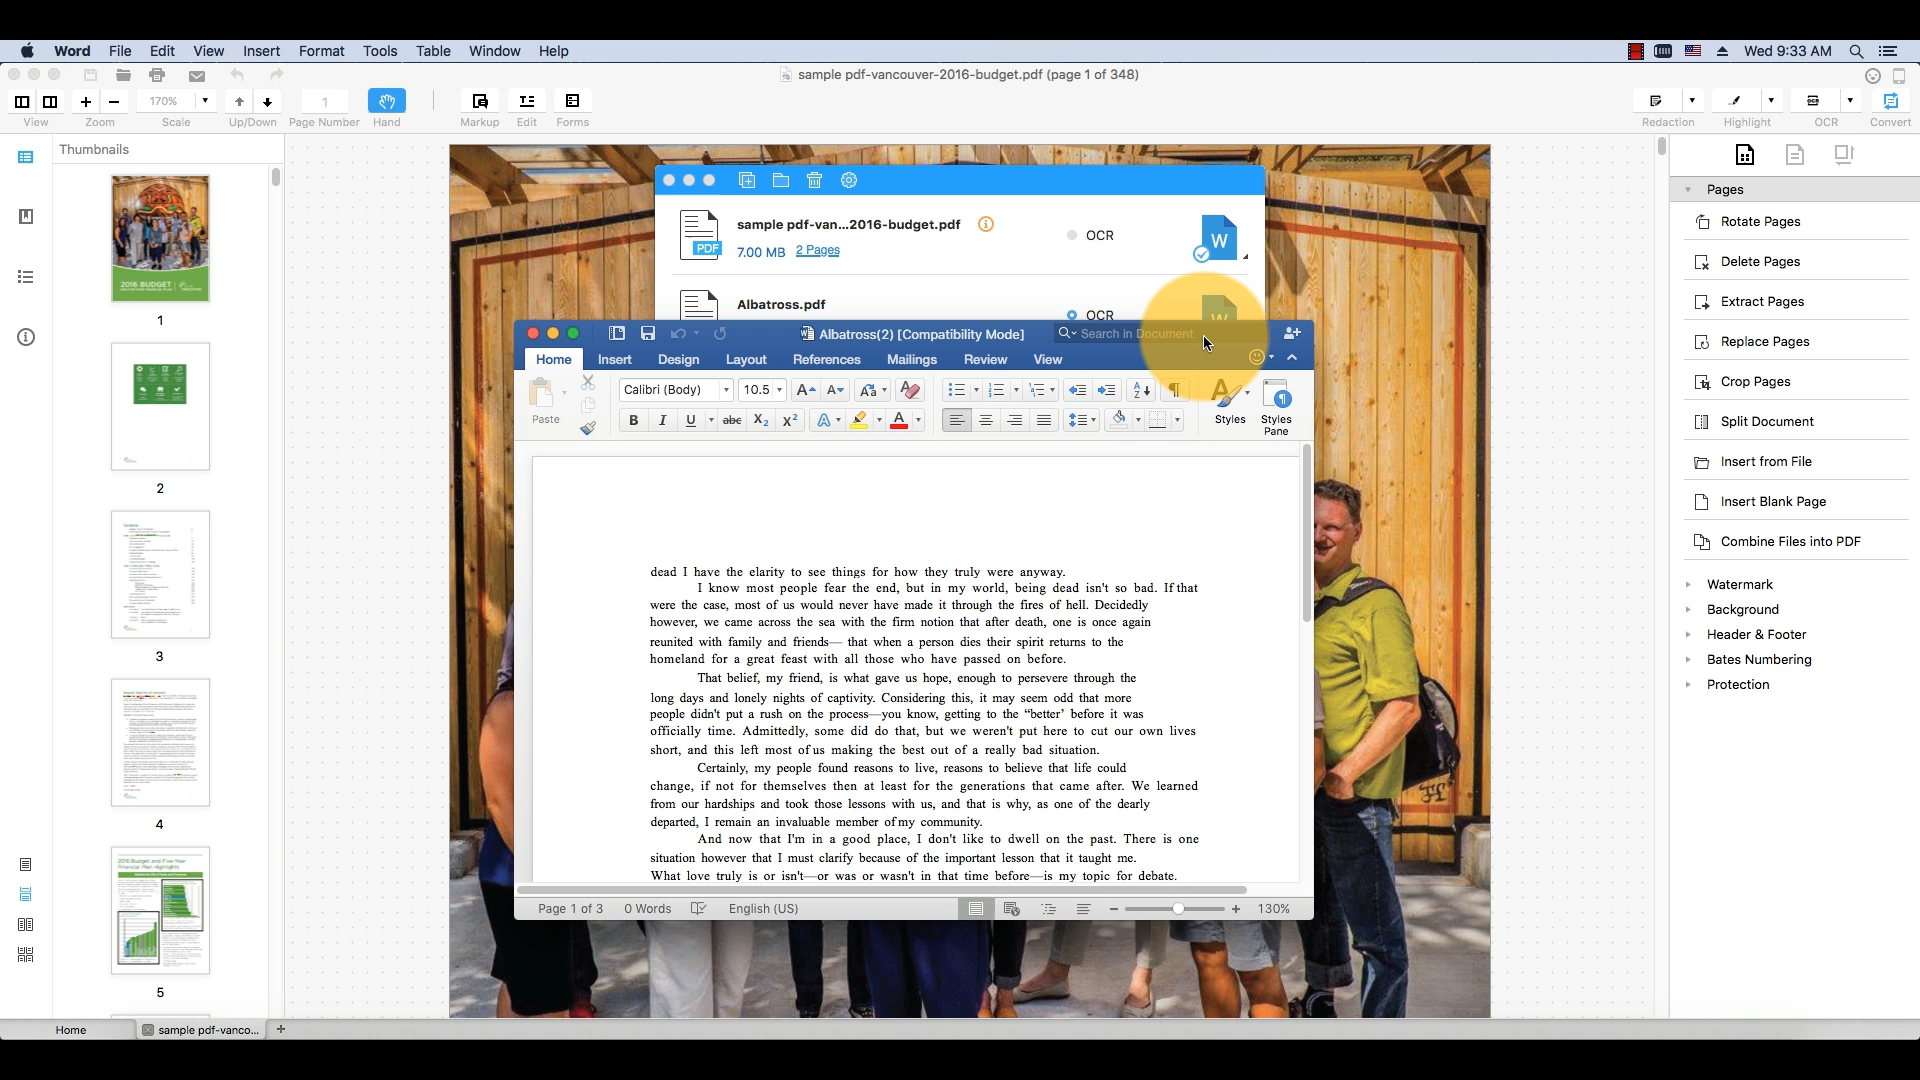 Word File Edit View Insert Format Tools Table Window Help
Wed 9:33 AM
sample pdf-vancouver-2016-budget.pdf (page 1 of 348)
170% 1
View Zoom Scale Up/Down Page Number Hand Markup Edit Forms Redaction Highlight OCR Convert
Thumbnails
2016 BUDGET
1
2
3
4
2016 Budget and Five-Year
Financial Plan Highlights
5
sample pdf-van...2016-budget.pdf
PDF
7.00 MB 2 Pages
OCR
W
Albatross.pdf
OCR
W
Albatross(2) [Compatibility Mode]
Search in Document
Home Insert Design Layout References Mailings Review View
Paste
Calibri (Body) 10.5
Styles
Styles Pane
dead I have the elarity to see things for how they truly were anyway.
I know most people fear the end, but in my world, being dead isn't so bad. If that
were the case, most of us would never have made it through the fires of hell. Decidedly
however, we came across the sea with the firm notion that after death, one is once again
reunited with family and friends— that when a person dies their spirit returns to the
homeland for a great feast with all those who have passed on before.
That belief, my friend, is what gave us hope, enough to persevere through the
long days and lonely nights of captivity. Considering this, it may seem odd that more
people didn't put a rush on the process—you know, getting to the “better’ before it was
officially time. Admittedly, some did do that, but we weren't put here to cut our own lives
short, and this left most of us making the best out of a really bad situation.
Certainly, my people found reasons to live, reasons to believe that life could
change, if not for themselves then at least for the generations that came after. We learned
from our hardships and took those lessons with us, and that is why, as one of the dearly
departed, I remain an invaluable member of my community.
And now that I'm in a good place, I don't like to dwell on the past. There is one
situation however that I must clarify because of the important lesson that it taught me.
What love truly is or isn't—or was or wasn't in that time before—is my topic for debate.
Page 1 of 3 0 Words English (US) 130%
Pages
Rotate Pages
Delete Pages
Extract Pages
Replace Pages
Crop Pages
Split Document
Insert from File
Insert Blank Page
Combine Files into PDF
Watermark
Background
Header & Footer
Bates Numbering
Protection
Home sample pdf-vanco... +